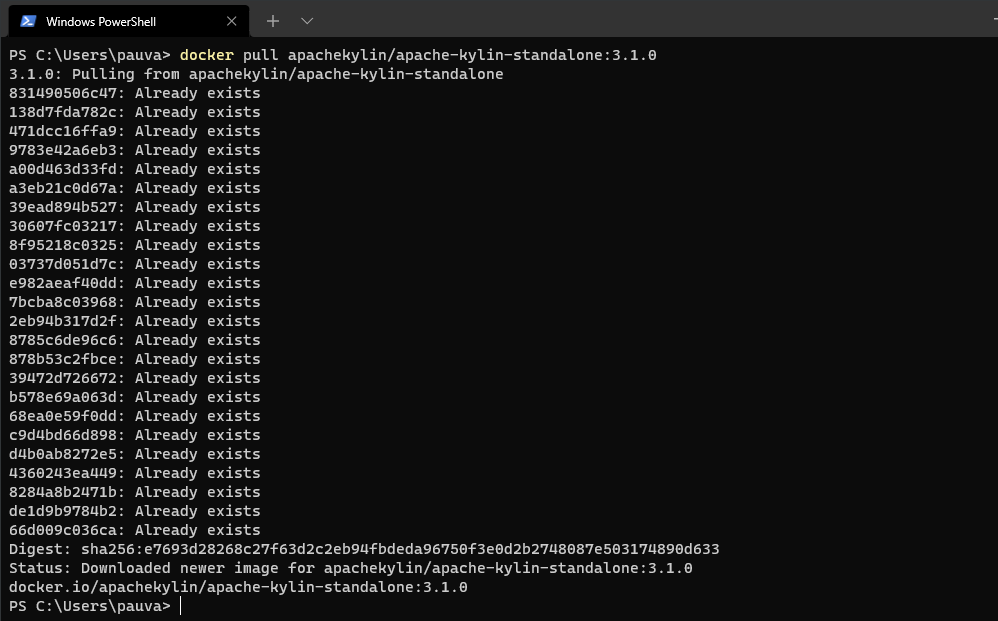 Windows PowerShell
PS C:\Users\pauva> docker pull apachekylin/apache-kylin-standalone:3.1.0
3.1.0: Pulling from apachekylin/apache-kylin-standalone
831490506c47: Already exists
138d7fda782c: Already exists
471dcc16ffa9: Already exists
9783e42a6eb3: Already exists
a00d463d33fd: Already exists
a3eb21c0d67a: Already exists
39ead894b527: Already exists
30607fc03217: Already exists
8f95218c0325: Already exists
03737d051d7c: Already exists
e982aeaf40dd: Already exists
7bcba8c03968: Already exists
2eb94b317d2f: Already exists
8785c6de96c6: Already exists
878b53c2fbce: Already exists
39472d726672: Already exists
b578e69a063d: Already exists
68ea0e59f0dd: Already exists
c9d4bd66d898: Already exists
d4b0ab8272e5: Already exists
4360243ea449: Already exists
8284a8b2471b: Already exists
de1d9b9784b2: Already exists
66d009c036ca: Already exists
Digest: sha256:e7693d28268c27f63d2c2eb94fbdeda96750f3e0d2b2748087e503174890d633
Status: Downloaded newer image for apachekylin/apache-kylin-standalone:3.1.0
docker.io/apachekylin/apache-kylin-standalone:3.1.0
PS C:\Users\pauva>